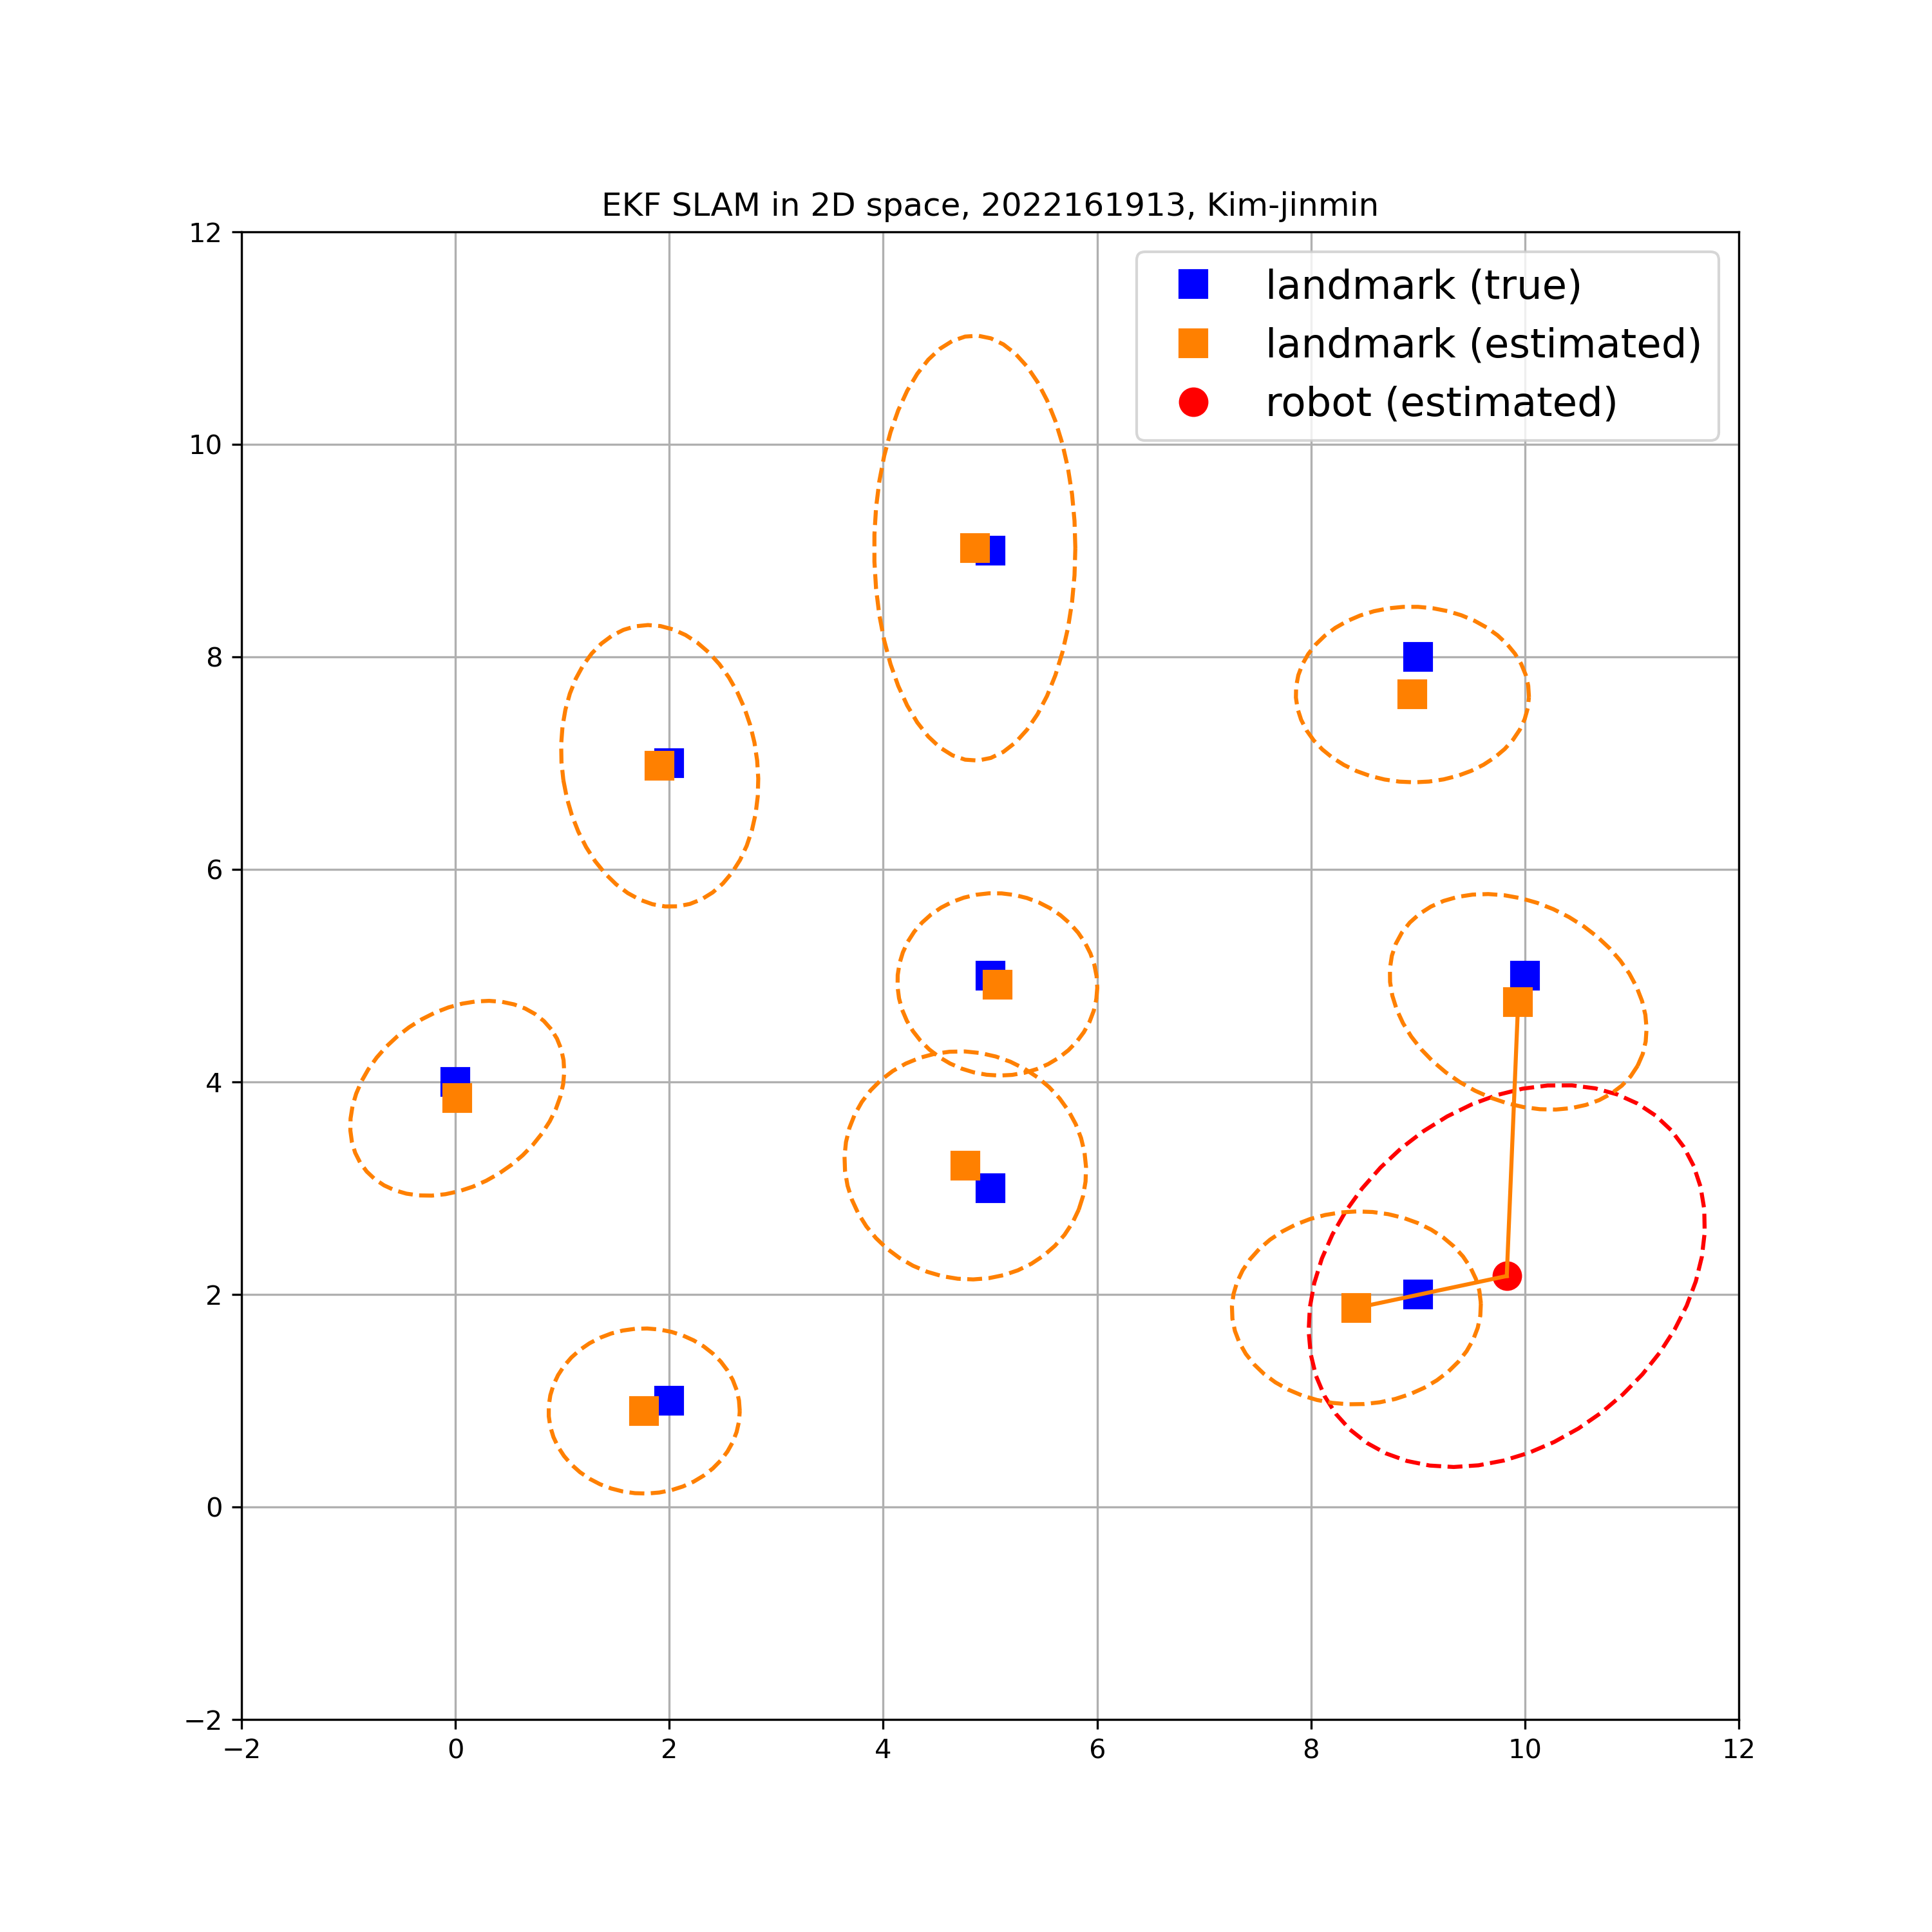 EKF SLAM in 2D space, 2022161913, Kim-jinmin
landmark (true)
landmark (estimated)
robot (estimated)
12
10
8
6
4
2
0
−2
−2 0 2 4 6 8 10 12